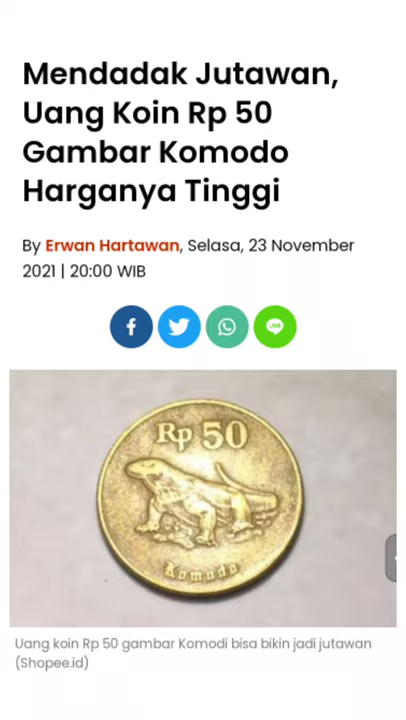 Mendadak Jutawan,
Uang Koin Rp 50
Gambar Komodo
Harganya Tinggi
By Erwan Hartawan, Selasa, 23 November
2021 | 20:00 WIB
LINE
Rp 50
Komodo
Uang koin Rp 50 gambar Komodi bisa bikin jadi jutawan
(Shopee.id)